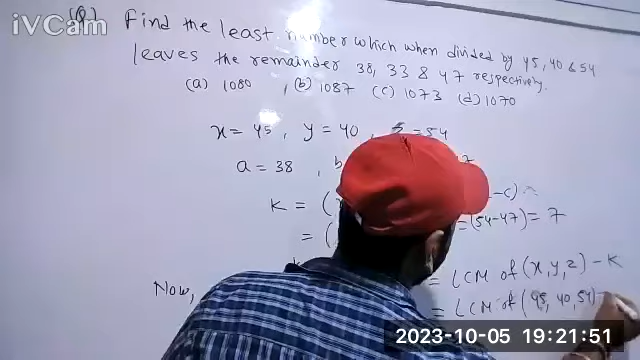 (Q)
iVCam
Find the least number which when divided by 45, 40 & 54
leaves the remainder 38, 33 & 47 respectively.
(a) 1080 , (b) 1087 (c) 1073 (d) 1070
x = 45 , y = 40 , z = 54
a = 38 , b
K = ( - c)
= ( = (54-47) = 7
= LCM of (x, y, z) - K
Now, = LCM of (45, 40, 54) -
2023-10-05 19:21:51